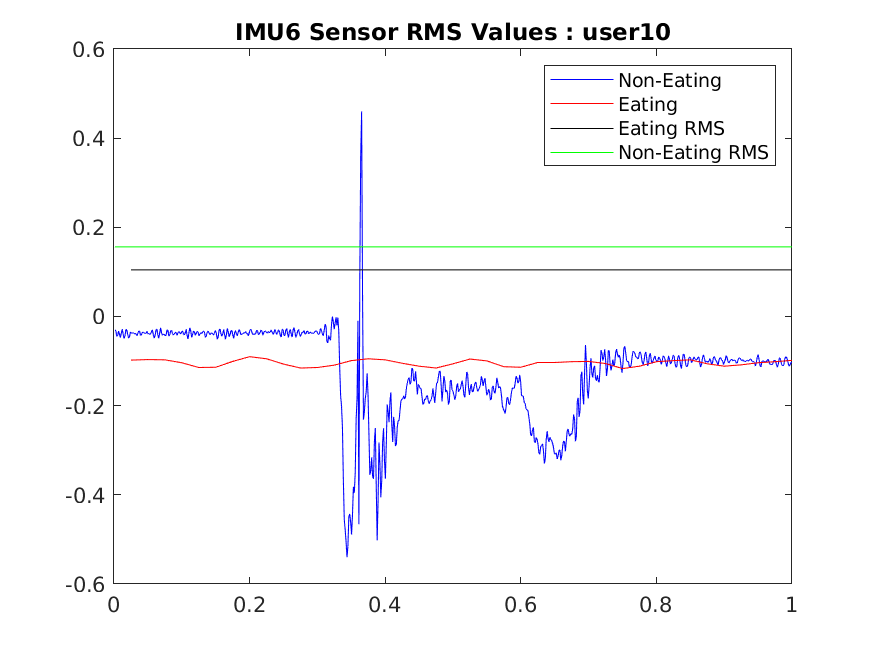 IMU6 Sensor RMS Values : user10
0.6
0.4
0.2
0
-0.2
-0.4
-0.6
Non-Eating
Eating
Eating RMS
Non-Eating RMS
0 0.2 0.4 0.6 0.8 1